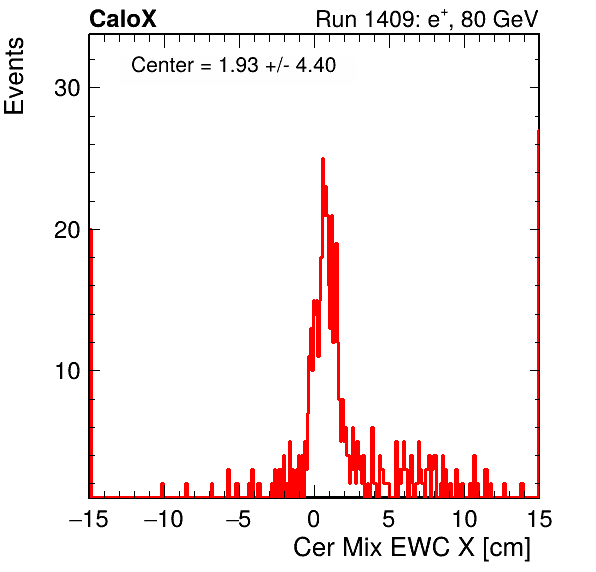 CaloX
Run 1409: e+, 80 GeV
Events
Center = 1.93 +/- 4.40
30
20
10
−15 −10 −5 0 5 10 15
Cer Mix EWC X [cm]